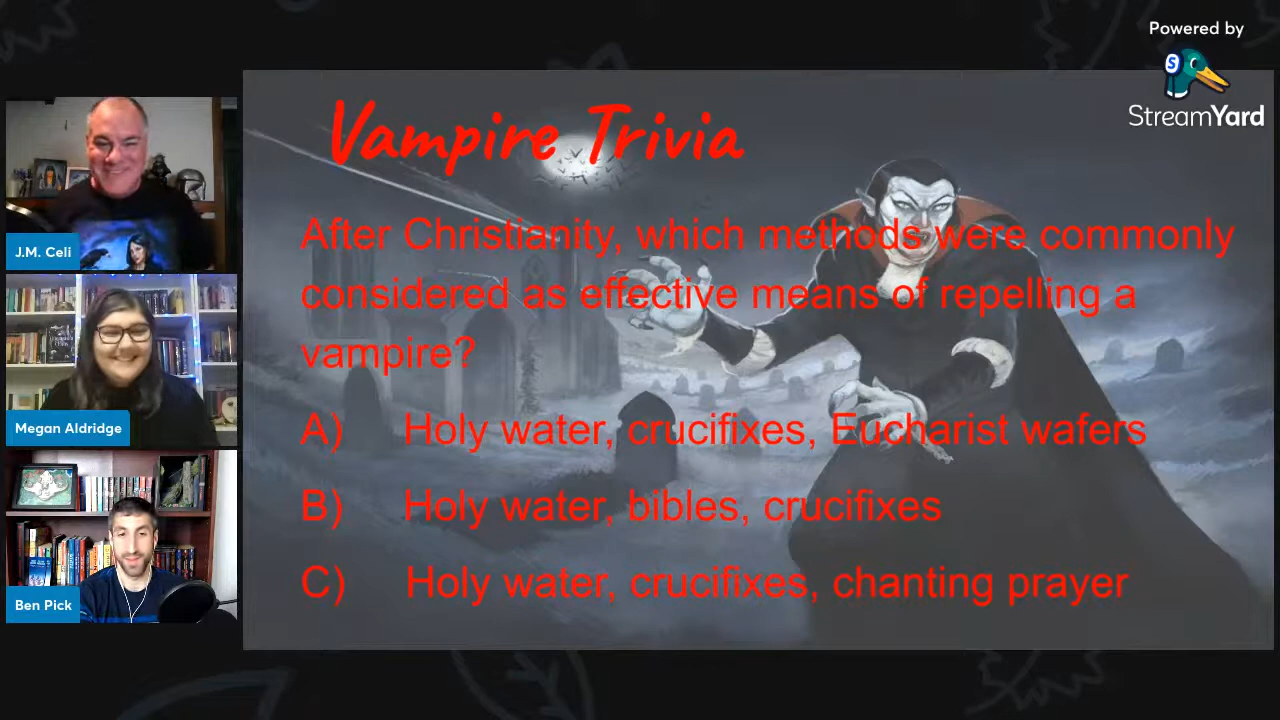 Powered by
StreamYard
Vampire Trivia
After Christianity, which methods were commonly
considered as effective means of repelling a
vampire?
A) Holy water, crucifixes, Eucharist wafers
B) Holy water, bibles, crucifixes
C) Holy water, crucifixes, chanting prayer
J.M. Celi
Megan Aldridge
Ben Pick